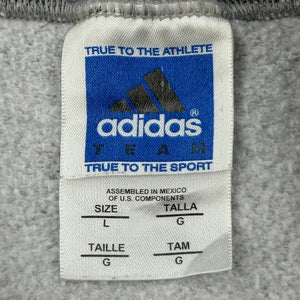 TRUE TO THE ATHLETE
adidas®
TEAM
TRUE TO THE SPORT
ASSEMBLED IN MEXICO
OF U.S. COMPONENTS
SIZE TALLA
L G
TAILLE TAM
G G